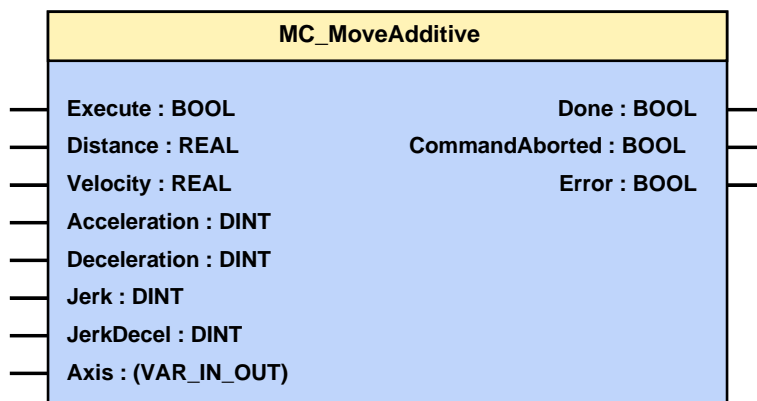 MC_MoveAdditive
Execute : BOOL Done : BOOL
Distance : REAL CommandAborted : BOOL
Velocity : REAL Error : BOOL
Acceleration : DINT
Deceleration : DINT
Jerk : DINT
JerkDecel : DINT
Axis : (VAR_IN_OUT)